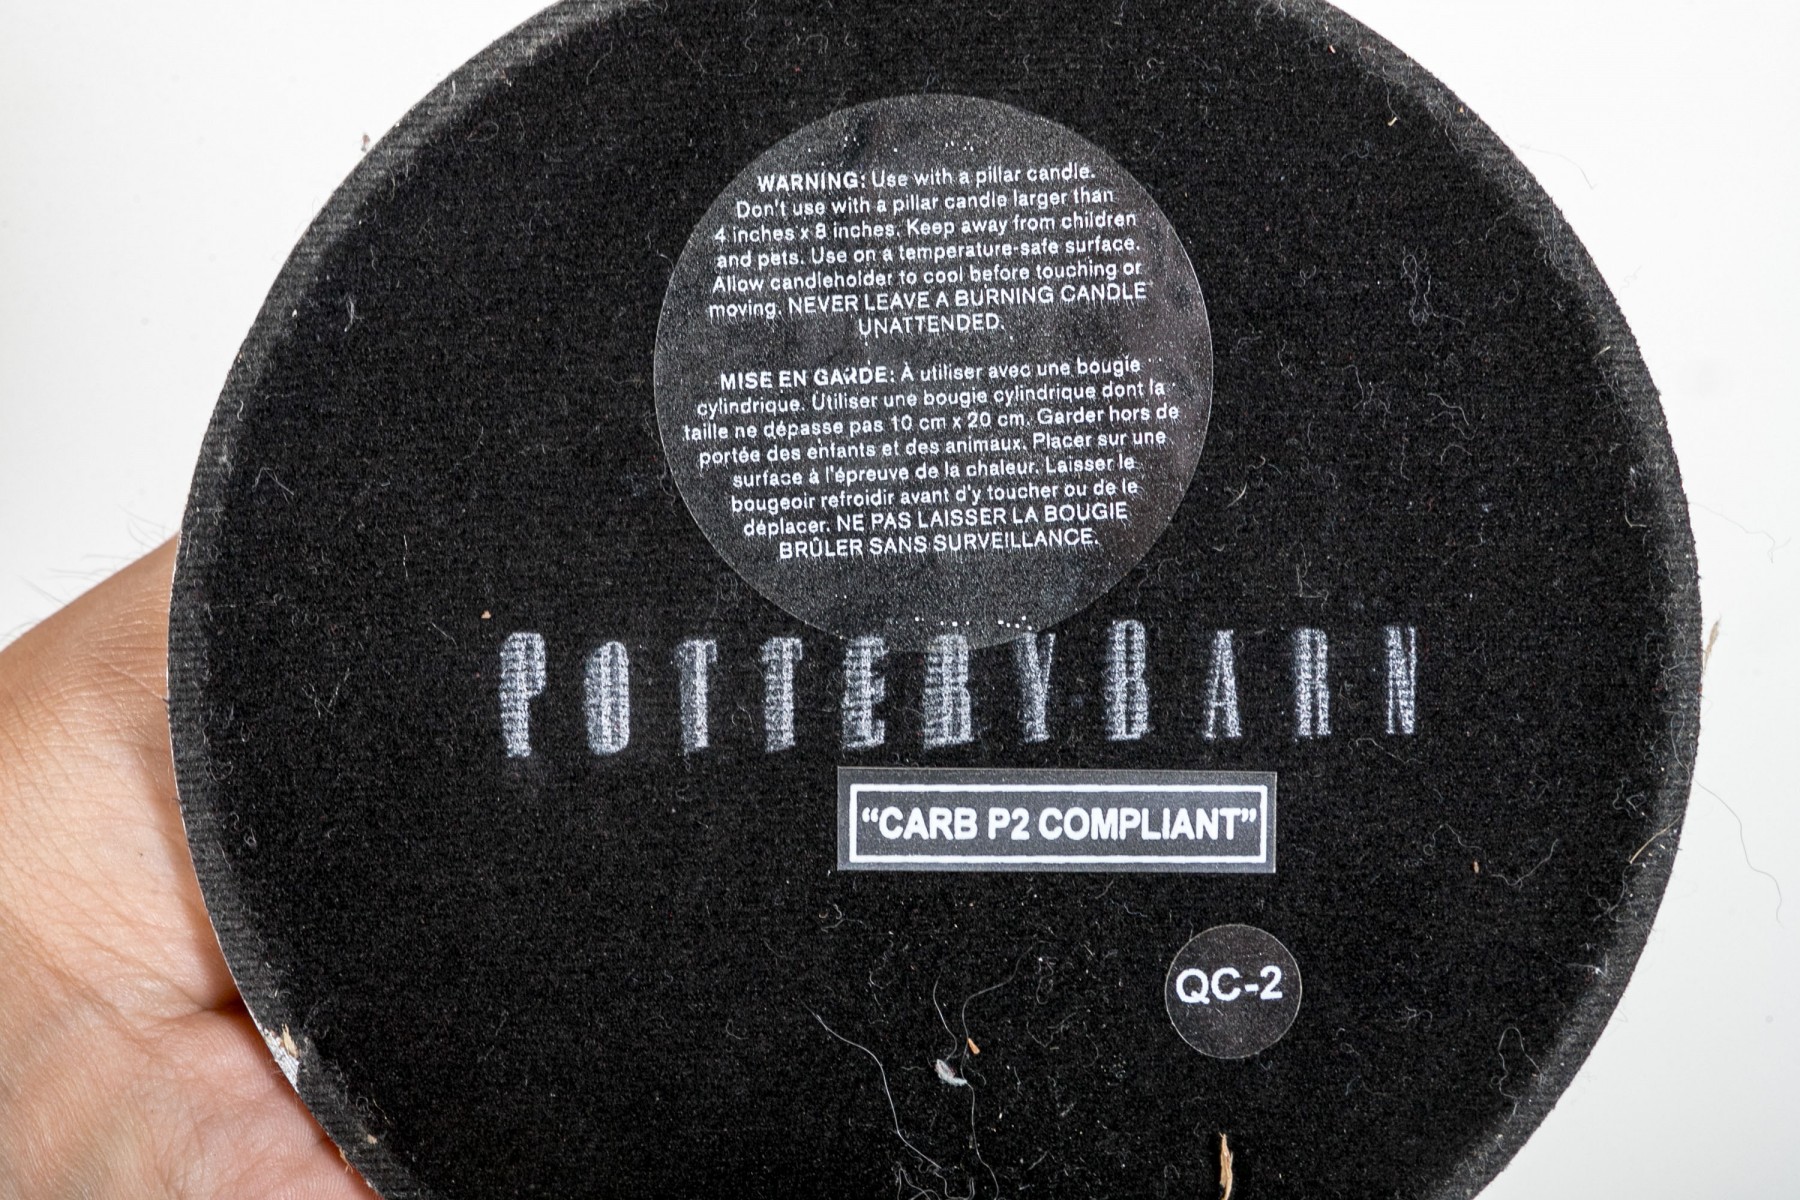 WARNING: Use with a pillar candle.
Don't use with a pillar candle larger than
4 inches x 8 inches. Keep away from children
and pets. Use on a temperature-safe surface.
Allow candleholder to cool before touching or
moving. NEVER LEAVE A BURNING CANDLE
UNATTENDED.
MISE EN GARDE: À utiliser avec une bougie
cylindrique. Utiliser une bougie cylindrique dont la
taille ne dépasse pas 10 cm x 20 cm. Garder hors de
portée des enfants et des animaux. Placer sur une
surface à l'épreuve de la chaleur. Laisser le
bougeoir refroidir avant d'y toucher ou de le
déplacer. NE PAS LAISSER LA BOUGIE
BRÛLER SANS SURVEILLANCE.
POTTERY BARN
“CARB P2 COMPLIANT”
QC-2